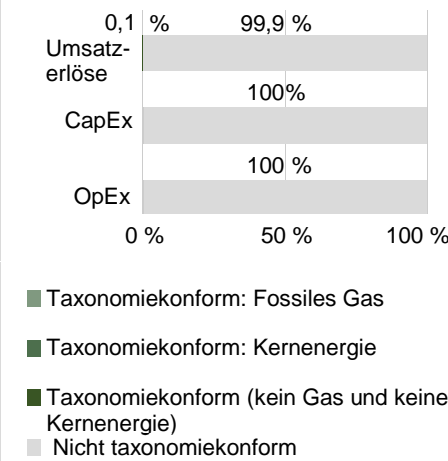 0,1 % 99,9 %
Umsatz-
erlöse
100%
CapEx
100 %
OpEx
0 % 50 % 100 %
Taxonomiekonform: Fossiles Gas
Taxonomiekonform: Kernenergie
Taxonomiekonform (kein Gas und keine
Kernenergie)
Nicht taxonomiekonform